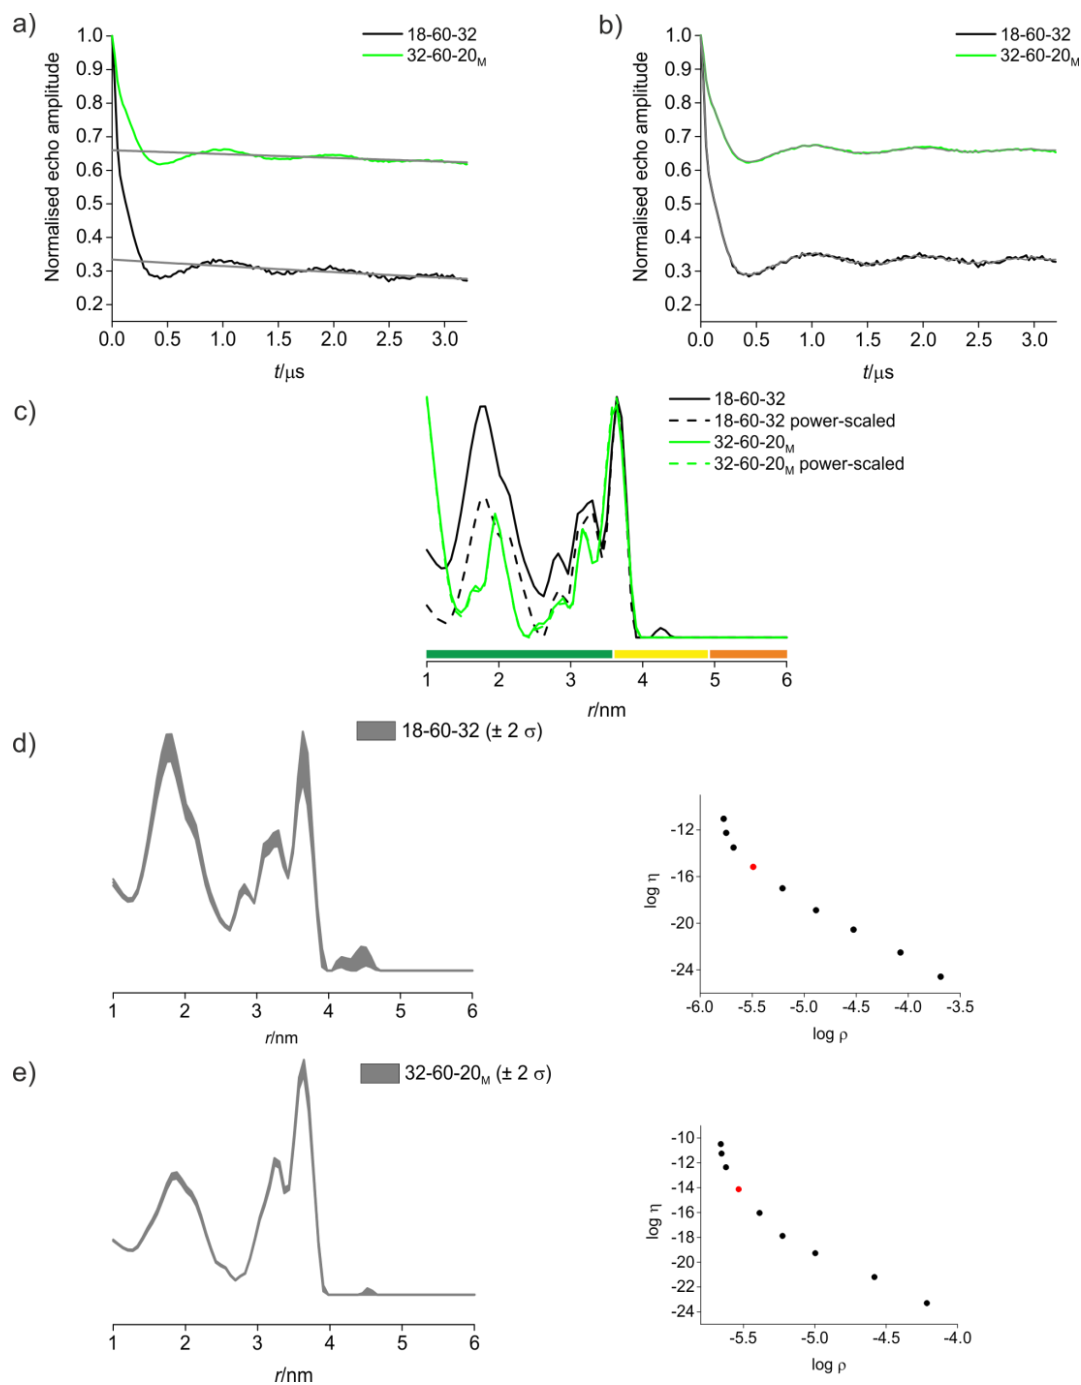 a)
18-60-32
32-60-20M
Normalised echo amplitude
1.0
0.9
0.8
0.7
0.6
0.5
0.4
0.3
0.2
0.0 0.5 1.0 1.5 2.0 2.5 3.0
t/μs
b)
18-60-32
32-60-20M
Normalised echo amplitude
1.0
0.9
0.8
0.7
0.6
0.5
0.4
0.3
0.2
0.0 0.5 1.0 1.5 2.0 2.5 3.0
t/μs
c)
18-60-32
18-60-32 power-scaled
32-60-20M
32-60-20M power-scaled
1 2 3 4 5 6
r/nm
d)
18-60-32 (± 2 σ)
1 2 3 4 5 6
r/nm
log η
-12
-16
-20
-24
-6.0 -5.5 -5.0 -4.5 -4.0 -3.5
log ρ
e)
32-60-20M (± 2 σ)
1 2 3 4 5 6
r/nm
log η
-10
-12
-14
-16
-18
-20
-22
-24
-5.5 -5.0 -4.5 -4.0
log ρ